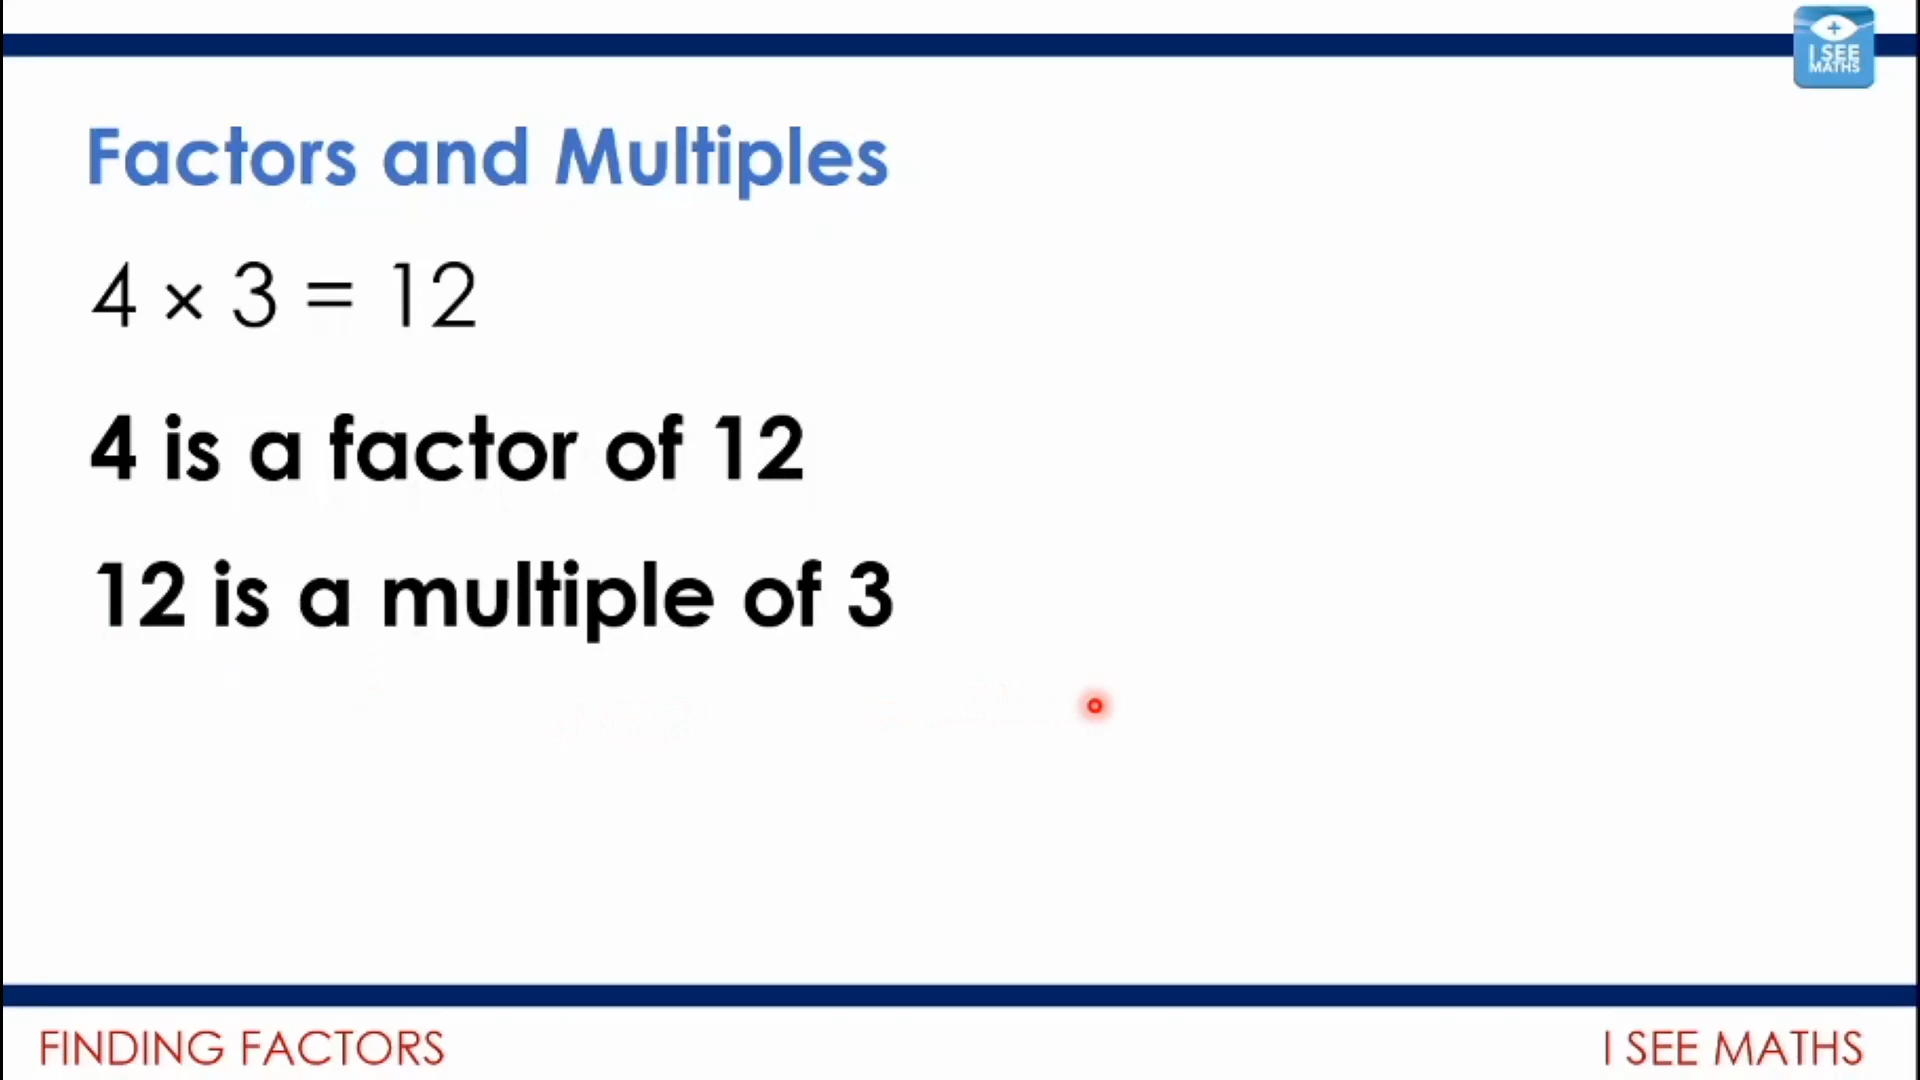 I SEE
MATHS
Factors and Multiples
4 × 3 = 12
4 is a factor of 12
12 is a multiple of 3
FINDING FACTORS
I SEE MATHS